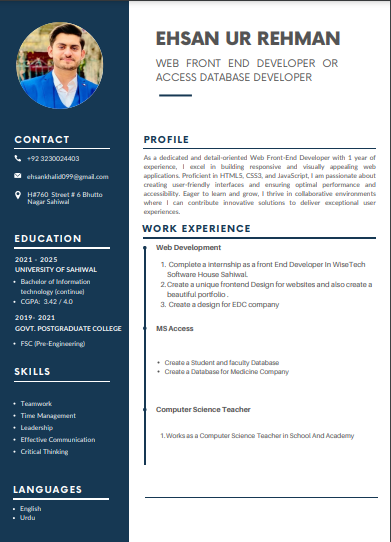 EHSAN UR REHMAN
WEB FRONT END DEVELOPER OR
ACCESS DATABASE DEVELOPER
CONTACT
+92 3230024403
ehsankhalid099@gmail.com
H#760 Street # 6 Bhutto
Nagar Sahiwal
EDUCATION
2021 - 2025
UNIVERSITY OF SAHIWAL
• Bachelor of Information
technology (continue)
• CGPA: 3.42 / 4.0
2019- 2021
GOVT. POSTGRADUATE COLLEGE
• FSC (Pre-Engineering)
SKILLS
• Teamwork
• Time Management
• Leadership
• Effective Communication
• Critical Thinking
LANGUAGES
• English
• Urdu
PROFILE
As a dedicated and detail-oriented Web Front-End Developer with 1 year of
experience, I excel in building responsive and visually appealing web
applications. Proficient in HTML5, CSS3, and JavaScript, I am passionate about
creating user-friendly interfaces and ensuring optimal performance and
accessibility. Eager to learn and grow, I thrive in collaborative environments
where I can contribute innovative solutions to deliver exceptional user
experiences.
WORK EXPERIENCE
Web Development
1. Complete a internship as a front End Developer In WiseTech
Software House Sahiwal.
2.Create a unique frontend Design for websites and also create a
beautiful portfolio .
3. Create a design for EDC company
MS Access
• Create a Student and faculty Database
• Create a Database for Medicine Company
Computer Science Teacher
1.Works as a Computer Science Teacher in School And Academy